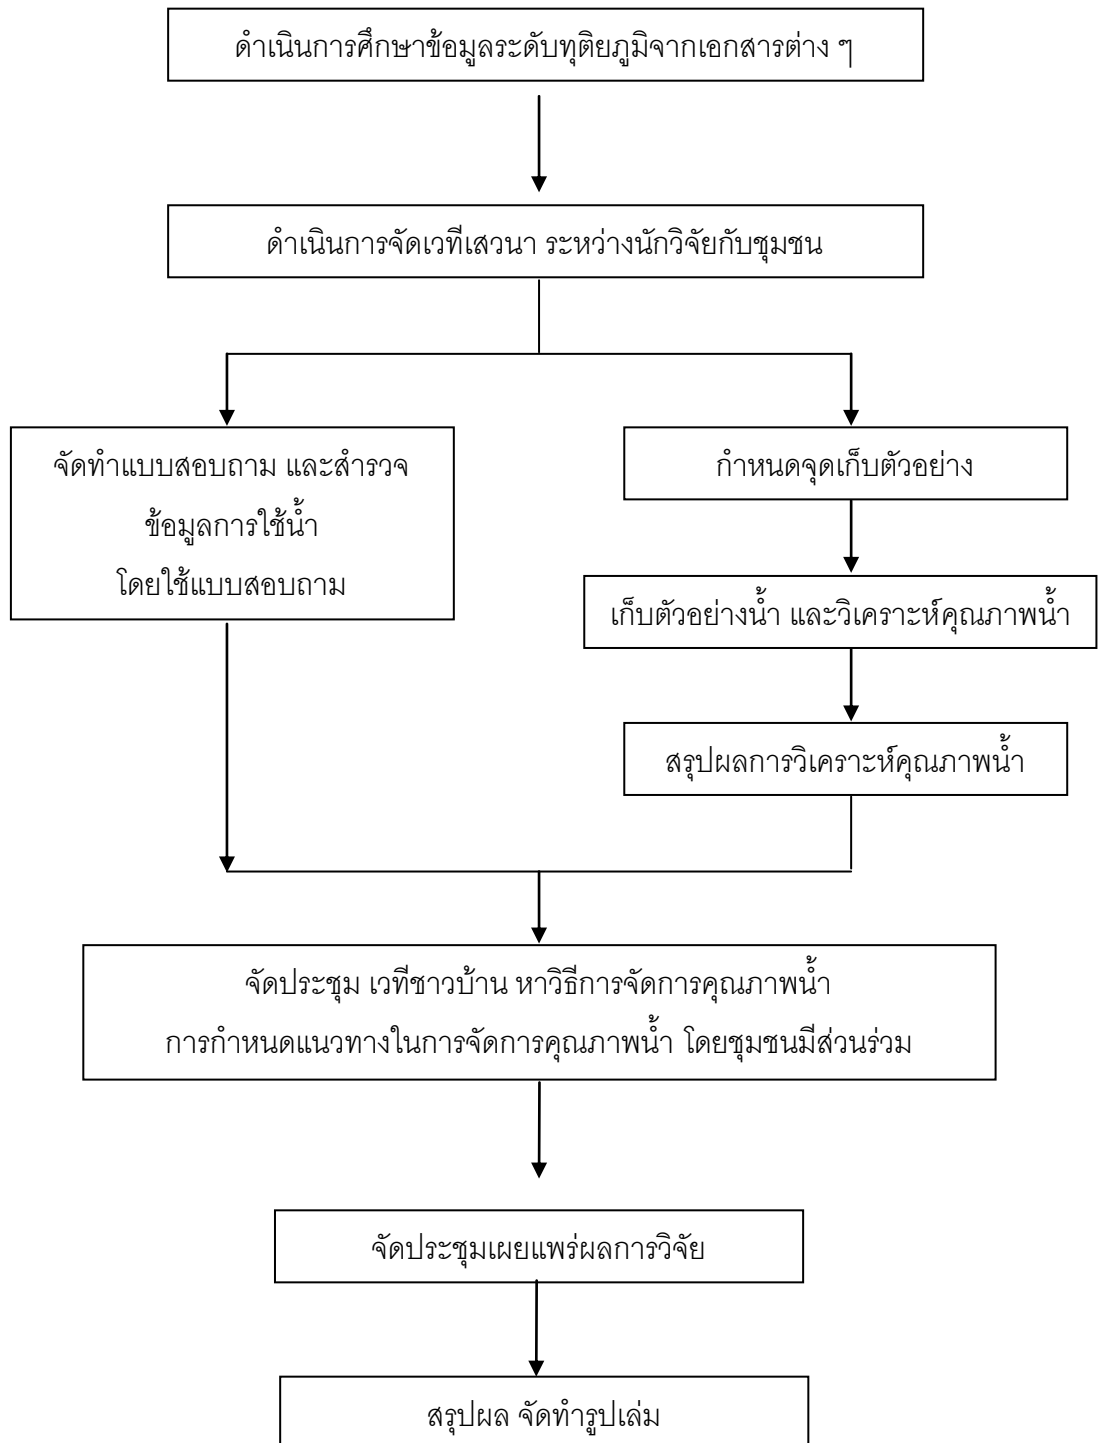 ดำเนินการศึกษาข้อมูลระดับทุติยภูมิจากเอกสารต่าง ๆ
ดำเนินการจัดเวทีเสวนา ระหว่างนักวิจัยกับชุมชน
จัดทำแบบสอบถาม และสำรวจ
ข้อมูลการใช้น้ำ
โดยใช้แบบสอบถาม
กำหนดจุดเก็บตัวอย่าง
เก็บตัวอย่างน้ำ และวิเคราะห์คุณภาพน้ำ
สรุปผลการวิเคราะห์คุณภาพน้ำ
จัดประชุม เวทีชาวบ้าน หาวิธีการจัดการคุณภาพน้ำ
การกำหนดแนวทางในการจัดการคุณภาพน้ำ โดยชุมชนมีส่วนร่วม
จัดประชุมเผยแพร่ผลการวิจัย
สรุปผล จัดทำรูปเล่ม